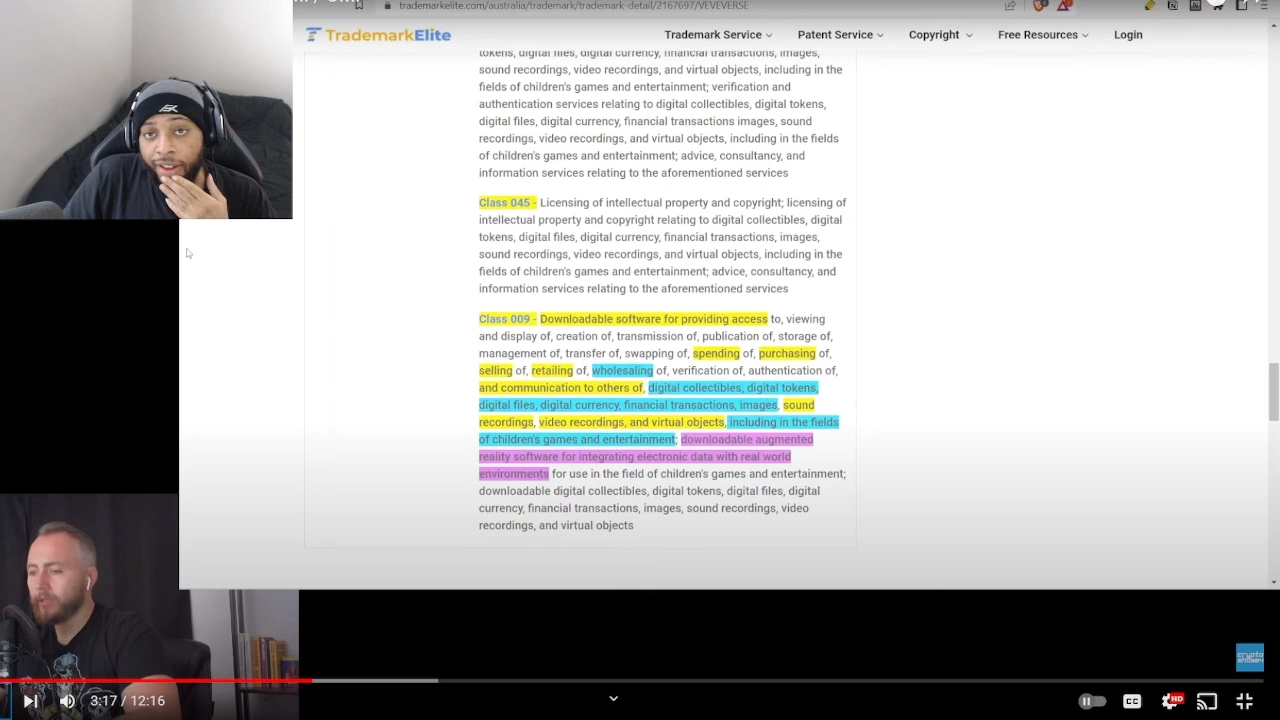 trademarkelite.com/australia/trademark/trademark-detail/2167697/VEVEVERSE
TrademarkElite
Trademark Service
Patent Service
Copyright
Free Resources
Login
tokens, digital files, digital currency, financial transactions, images,
sound recordings, video recordings, and virtual objects, including in the
fields of children's games and entertainment; verification and
authentication services relating to digital collectibles, digital tokens,
digital files, digital currency, financial transactions images, sound
recordings, video recordings, and virtual objects, including in the fields
of children's games and entertainment; advice, consultancy, and
information services relating to the aforementioned services
Class 045 - Licensing of intellectual property and copyright; licensing of
intellectual property and copyright relating to digital collectibles, digital
tokens, digital files, digital currency, financial transactions, images,
sound recordings, video recordings, and virtual objects, including in the
fields of children's games and entertainment; advice, consultancy, and
information services relating to the aforementioned services
Class 009 - Downloadable software for providing access to, viewing
and display of, creation of, transmission of, publication of, storage of,
management of, transfer of, swapping of, spending of, purchasing of,
selling of, retailing of, wholesaling of, verification of, authentication of,
and communication to others of, digital collectibles, digital tokens,
digital files, digital currency, financial transactions, images, sound
recordings, video recordings, and virtual objects, including in the fields
of children's games and entertainment; downloadable augmented
reality software for integrating electronic data with real world
environments for use in the field of children's games and entertainment;
downloadable digital collectibles, digital tokens, digital files, digital
currency, financial transactions, images, sound recordings, video
recordings, and virtual objects
3:17 / 12:16
CC
HD